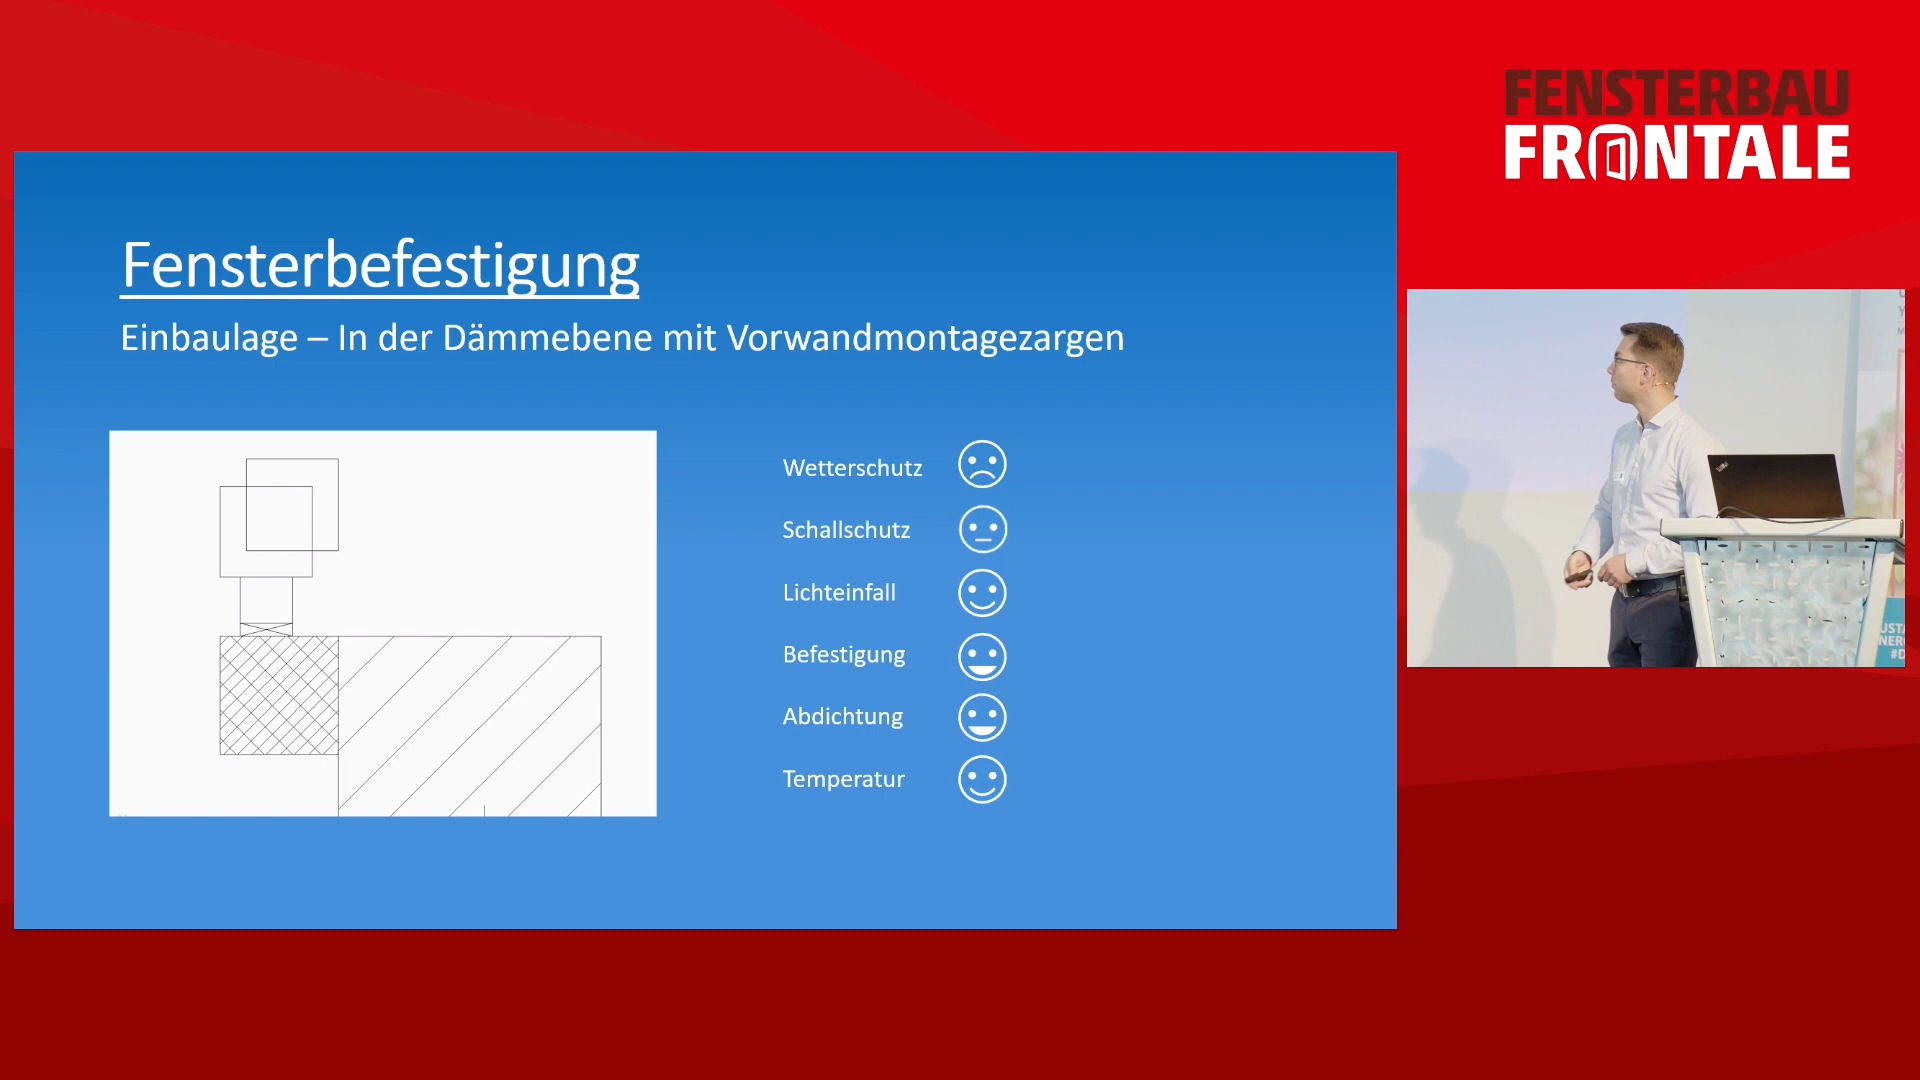 FENSTERBAU
FRONTALE
Fensterbefestigung
Einbaulage – In der Dämmebene mit Vorwandmontagezargen
Wetterschutz
Schallschutz
Lichteinfall
Befestigung
Abdichtung
Temperatur